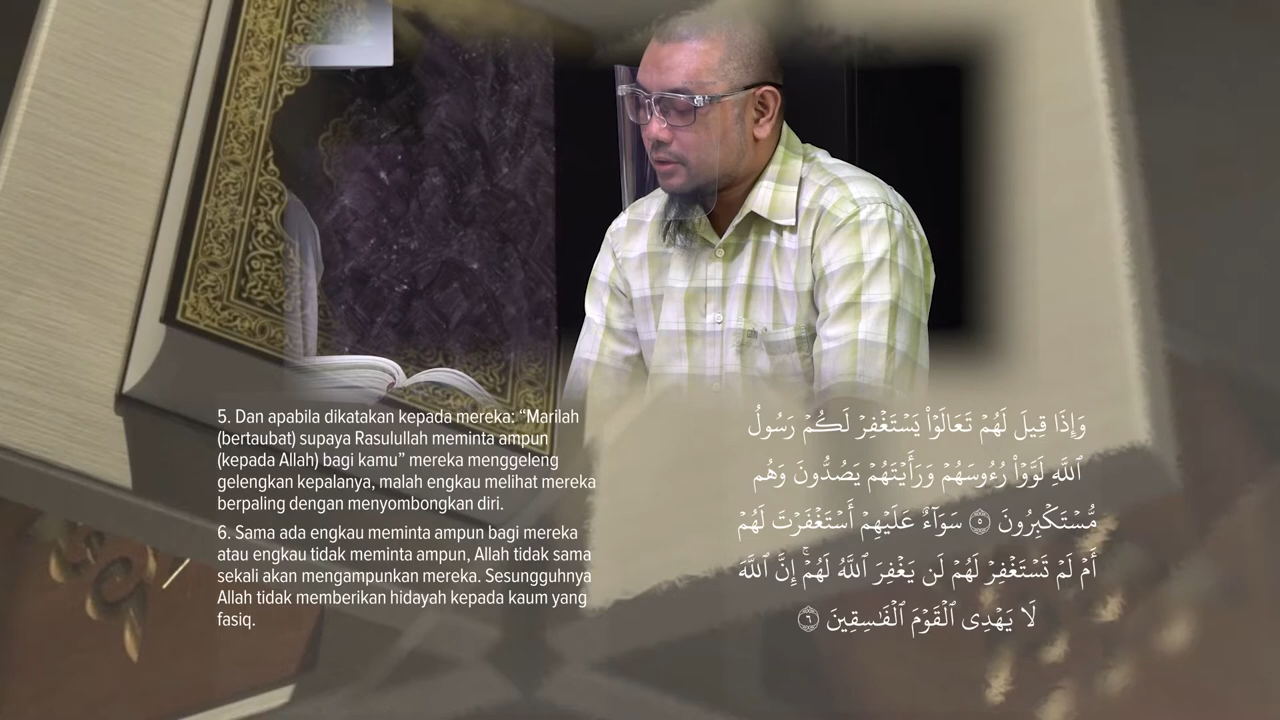 5. Dan apabila dikatakan kepada mereka: “Marilah
(bertaubat) supaya Rasulullah meminta ampun
(kepada Allah) bagi kamu” mereka menggeleng
gelengkan kepalanya, malah engkau melihat mereka
berpaling dengan menyombongkan diri.
6. Sama ada engkau meminta ampun bagi mereka
atau engkau tidak meminta ampun, Allah tidak sama
sekali akan mengampunkan mereka. Sesungguhnya
Allah tidak memberikan hidayah kepada kaum yang
fasiq.
وَإِذَا قِيلَ لَهُمْ تَعَالَوْا۟ يَسْتَغْفِرْ لَكُمْ رَسُولُ
ٱللَّهِ لَوَّوْا۟ رُءُوسَهُمْ وَرَأَيْتَهُمْ يَصُدُّونَ وَهُم
مُّسْتَكْبِرُونَ ۝٥ سَوَآءٌ عَلَيْهِمْ أَسْتَغْفَرْتَ لَهُمْ
أَمْ لَمْ تَسْتَغْفِرْ لَهُمْ لَن يَغْفِرَ ٱللَّهُ لَهُمْ ۚ إِنَّ ٱللَّهَ
لَا يَهْدِى ٱلْقَوْمَ ٱلْفَـٰسِقِينَ ۝٦